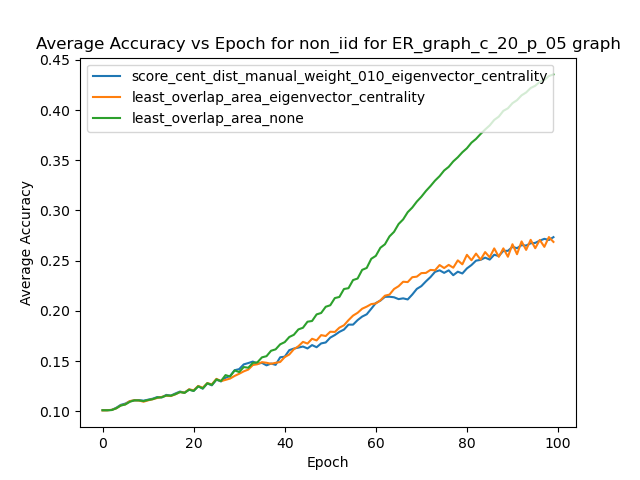 Average Accuracy vs Epoch for non_iid for ER_graph_c_20_p_05 graph
score_cent_dist_manual_weight_010_eigenvector_centrality
least_overlap_area_eigenvector_centrality
least_overlap_area_none
0.45
0.40
0.35
0.30
0.25
0.20
0.15
0.10
Average Accuracy
0
20
40
60
80
100
Epoch